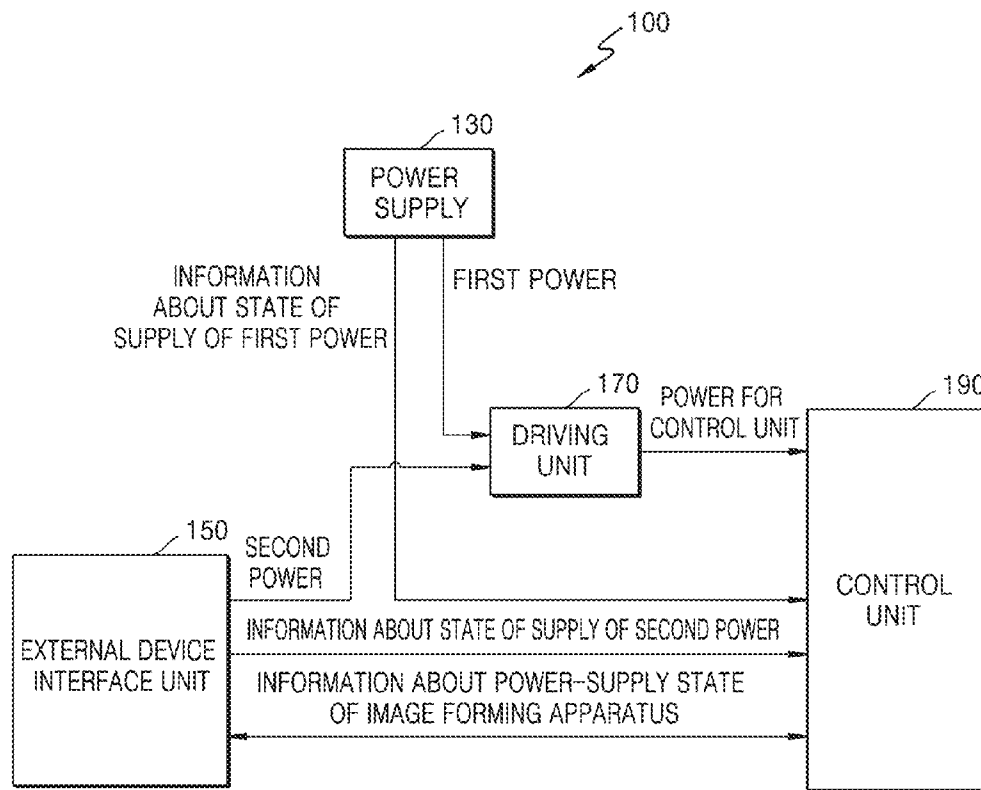 100
130
POWER
SUPPLY
INFORMATION
ABOUT STATE OF
SUPPLY OF FIRST POWER
FIRST POWER
170
DRIVING
UNIT
POWER FOR
CONTROL UNIT
190
CONTROL
UNIT
150
EXTERNAL DEVICE
INTERFACE UNIT
SECOND
POWER
INFORMATION ABOUT STATE OF SUPPLY OF SECOND POWER
INFORMATION ABOUT POWER-SUPPLY STATE
OF IMAGE FORMING APPARATUS